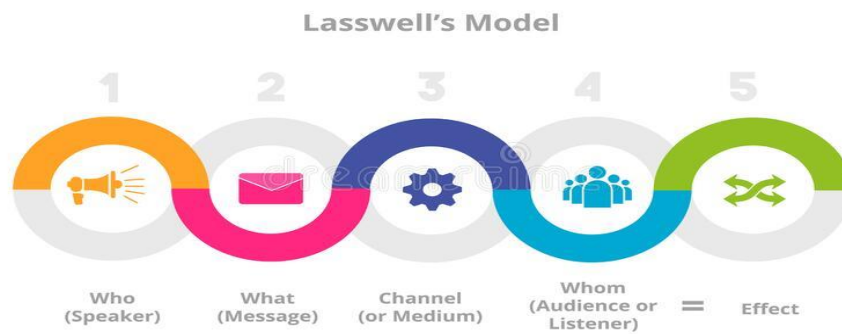 Lasswell's Model
1 2 3 4 5
Who
(Speaker)
What
(Message)
Channel
(or Medium)
Whom
(Audience or
Listener)
=
Effect